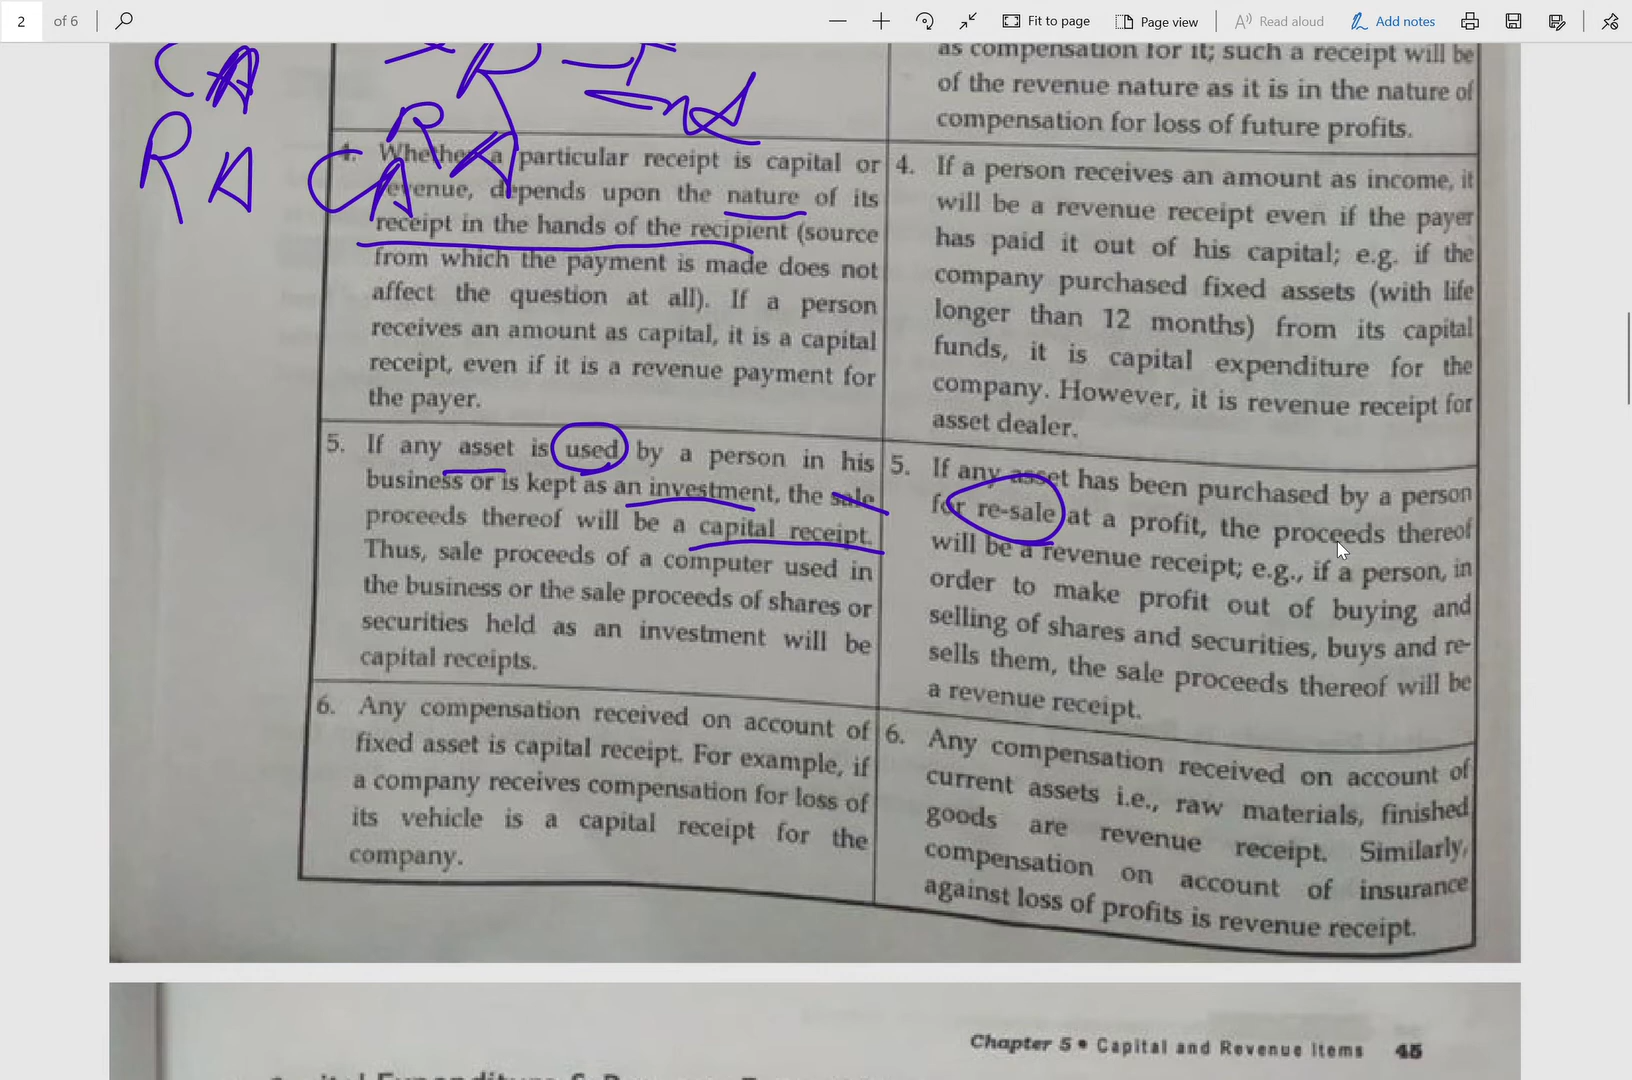 2 of 6
Fit to page
Page view
Read aloud
Add notes
CA
R
R A
CA
as compensation for it; such a receipt will be
of the revenue nature as it is in the nature of
compensation for loss of future profits.
4. Whether a particular receipt is capital or
revenue, depends upon the nature of its
receipt in the hands of the recipient (source
from which the payment is made does not
affect the question at all). If a person
receives an amount as capital, it is a capital
receipt, even if it is a revenue payment for
the payer.
4. If a person receives an amount as income, it
will be a revenue receipt even if the payer
has paid it out of his capital; e.g. if the
company purchased fixed assets (with life
longer than 12 months) from its capital
funds, it is capital expenditure for the
company. However, it is revenue receipt for
asset dealer.
5. If any asset is used by a person in his
business or is kept as an investment, the sale
proceeds thereof will be a capital receipt.
Thus, sale proceeds of a computer used in
the business or the sale proceeds of shares or
securities held as an investment will be
capital receipts.
5. If any asset has been purchased by a person
for re-sale at a profit, the proceeds thereof
will be a revenue receipt; e.g., if a person, in
order to make profit out of buying and
selling of shares and securities, buys and re-
sells them, the sale proceeds thereof will be
a revenue receipt.
6. Any compensation received on account of
fixed asset is capital receipt. For example, if
a company receives compensation for loss of
its vehicle is a capital receipt for the
company.
6. Any compensation received on account of
current assets i.e., raw materials, finished
goods are revenue receipt. Similarly,
compensation on account of insurance
against loss of profits is revenue receipt.
Chapter 5 • Capital and Revenue Items 45